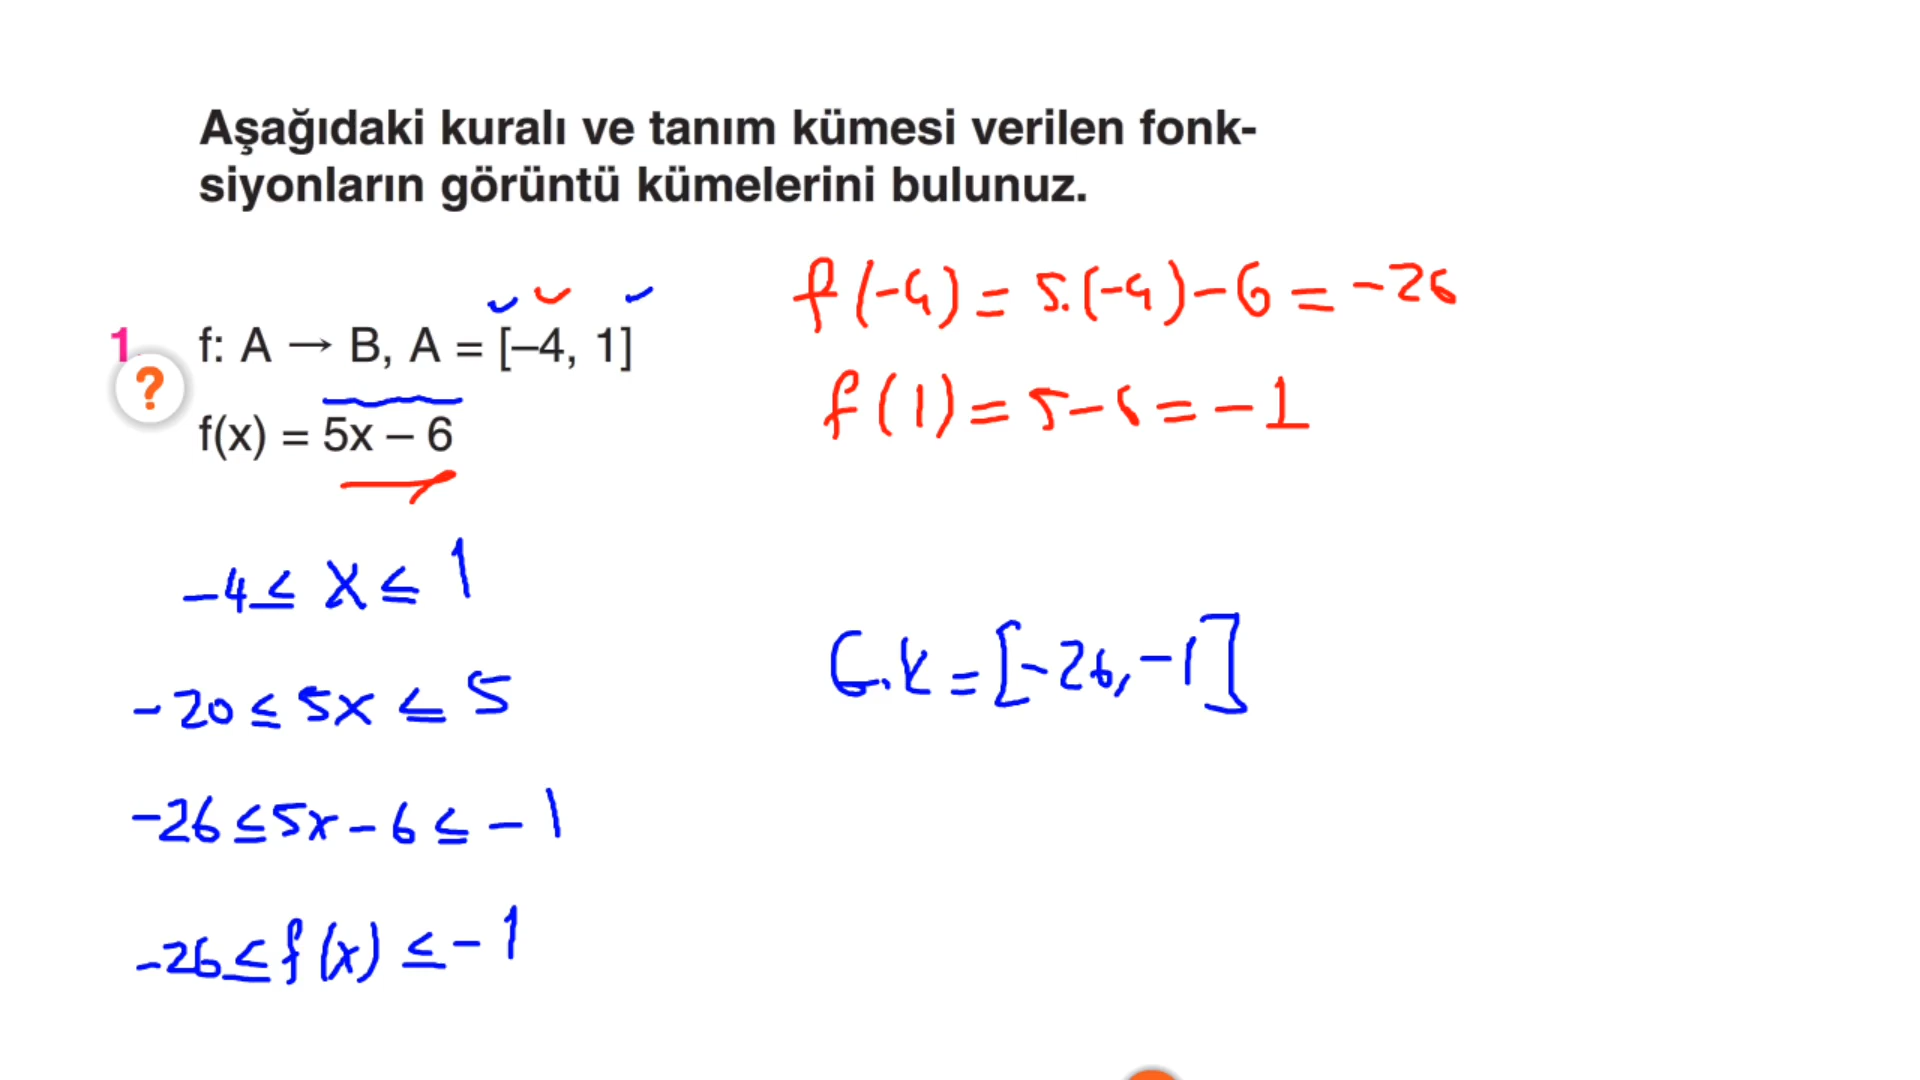 Aşağıdaki kuralı ve tanım kümesi verilen fonk-
siyonların görüntü kümelerini bulunuz.
1.
?
f: A → B, A = [–4, 1]
f(x) = 5x – 6
f(-4) = 5.(-4) - 6 = -26
f(1) = 5 - 6 = -1
-4 ≤ x ≤ 1
-20 ≤ 5x ≤ 5
-26 ≤ 5x - 6 ≤ -1
-26 ≤ f(x) ≤ -1
G.K = [-26, -1]